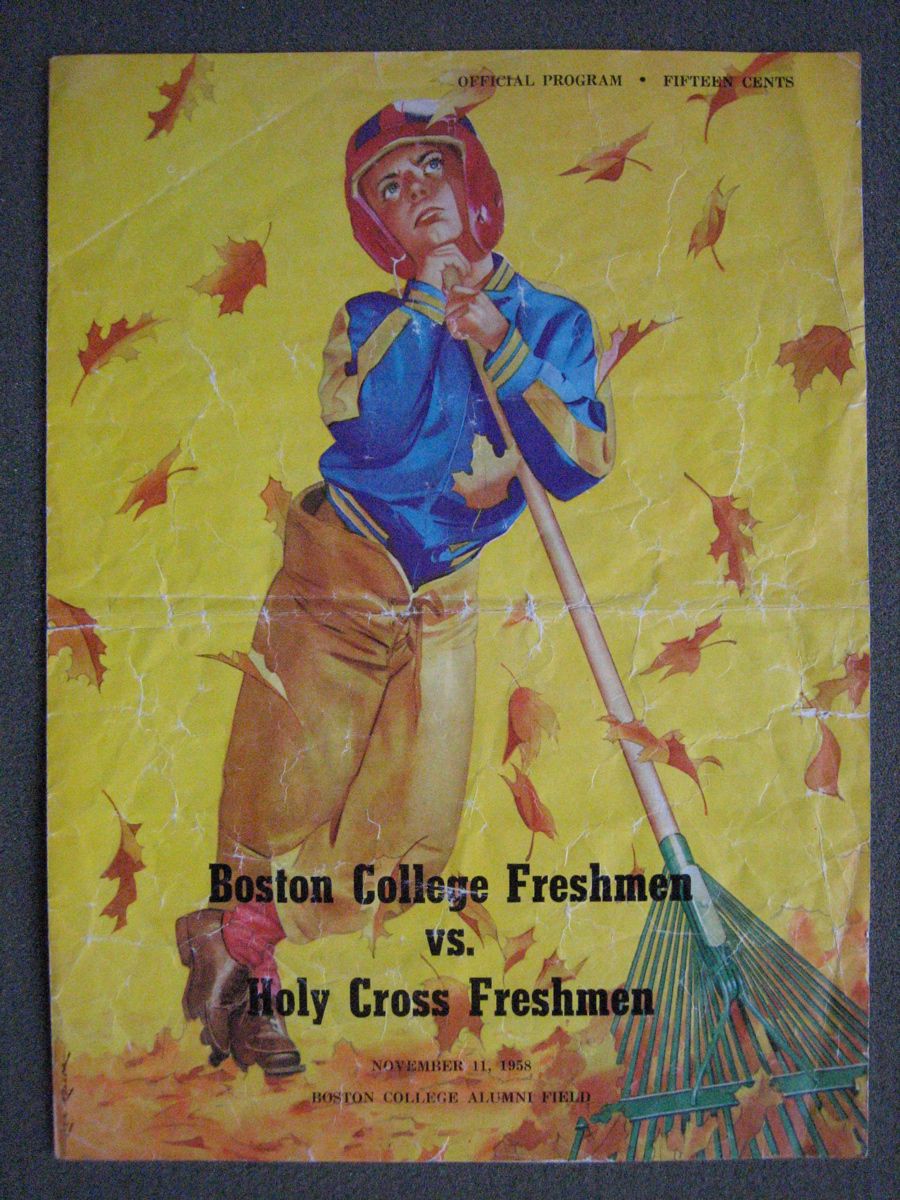 OFFICIAL PROGRAM • FIFTEEN CENTS
Boston College Freshmen
vs.
Holy Cross Freshmen
NOVEMBER 11, 1958
BOSTON COLLEGE ALUMNI FIELD